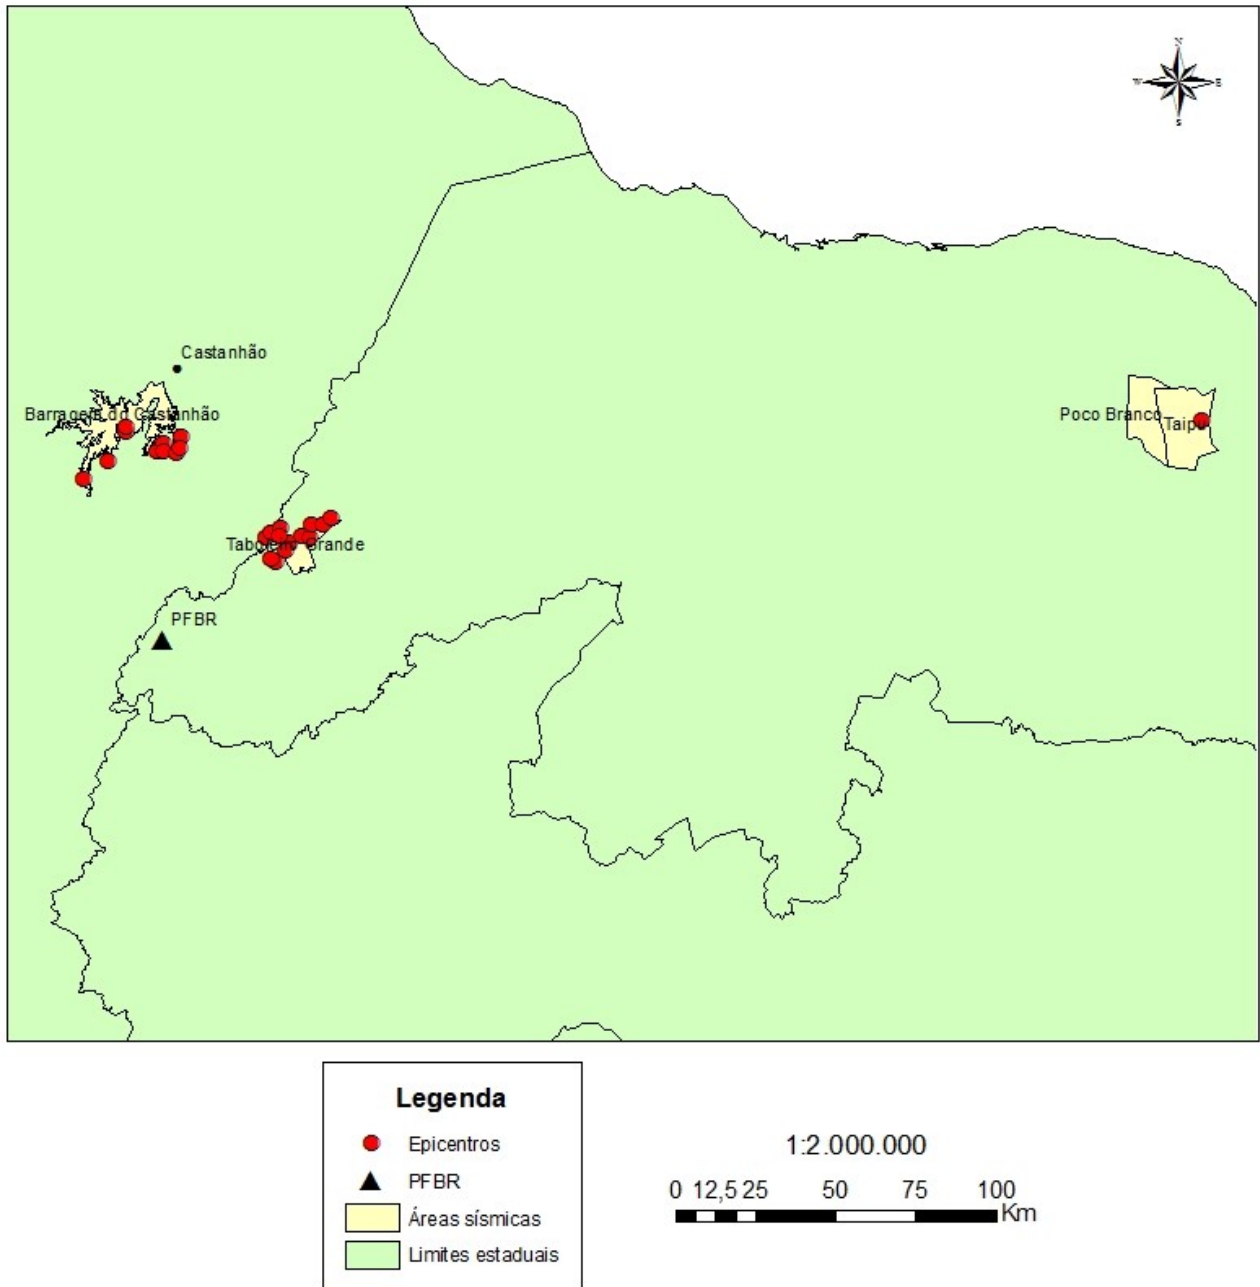 N
W E
S
Castanhão
Barragem do Castanhão
Poco Branco
Taipu
Taboleiro Grande
PFBR
Legenda
Epicentros
PFBR
Áreas sísmicas
Limites estaduais
1:2.000.000
0 12,5 25 50 75 100
Km